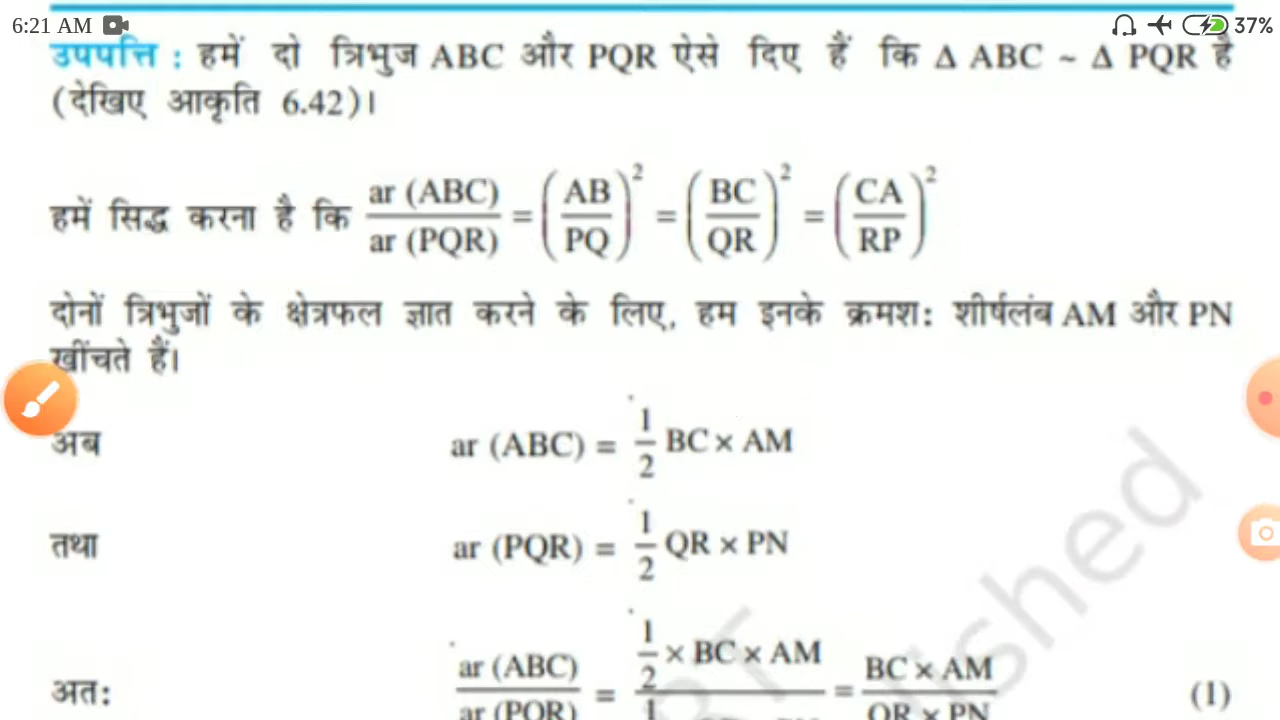 6:21 AM 37%
उपपत्ति : हमें दो त्रिभुज ABC और PQR ऐसे दिए हैं कि Δ ABC ~ Δ PQR है
(देखिए आकृति 6.42)।
हमें सिद्ध करना है कि ar (ABC)/ar (PQR) = (AB/PQ)² = (BC/QR)² = (CA/RP)²
दोनों त्रिभुजों के क्षेत्रफल ज्ञात करने के लिए, हम इनके क्रमश: शीर्षलंब AM और PN
खींचते हैं।
अब ar (ABC) = 1/2 BC × AM
तथा ar (PQR) = 1/2 QR × PN
अत: ar (ABC)/ar (PQR) = 1/2 × BC × AM / 1 = BC × AM / QR × PN (1)